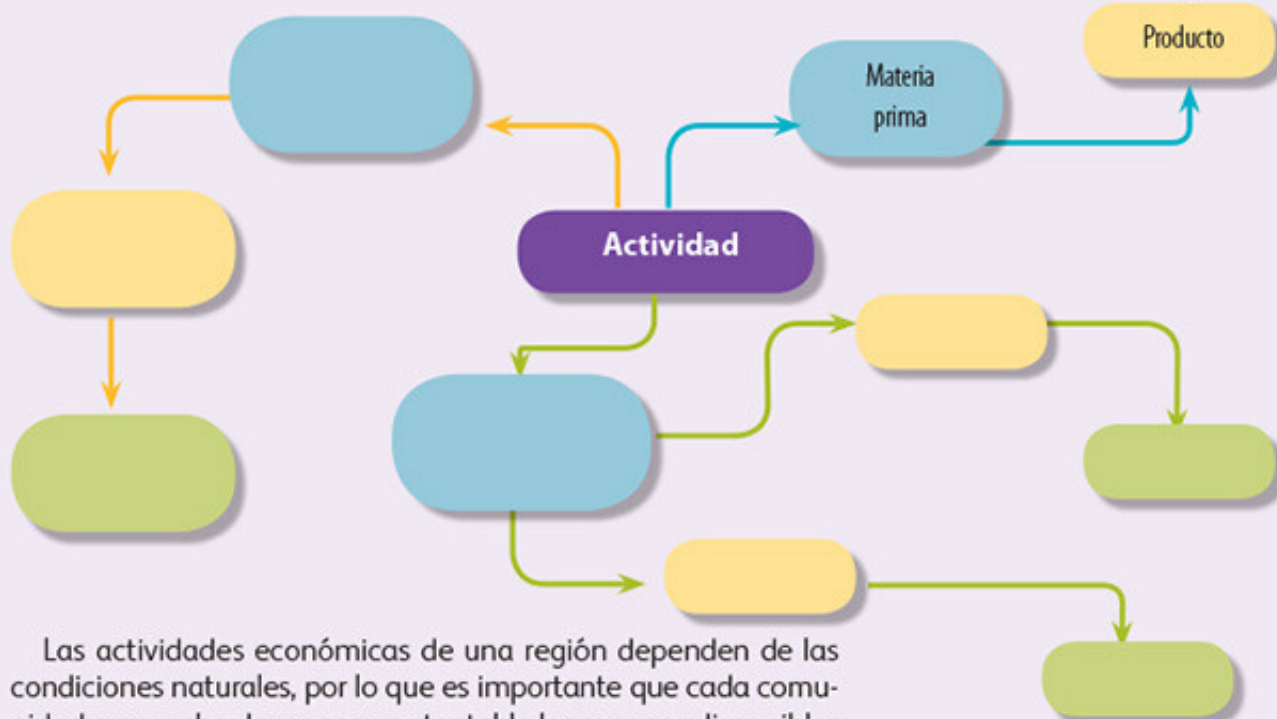 Producto
Materia
prima
Actividad
Las actividades económicas de una región dependen de las
condiciones naturales, por lo que es importante que cada comu-